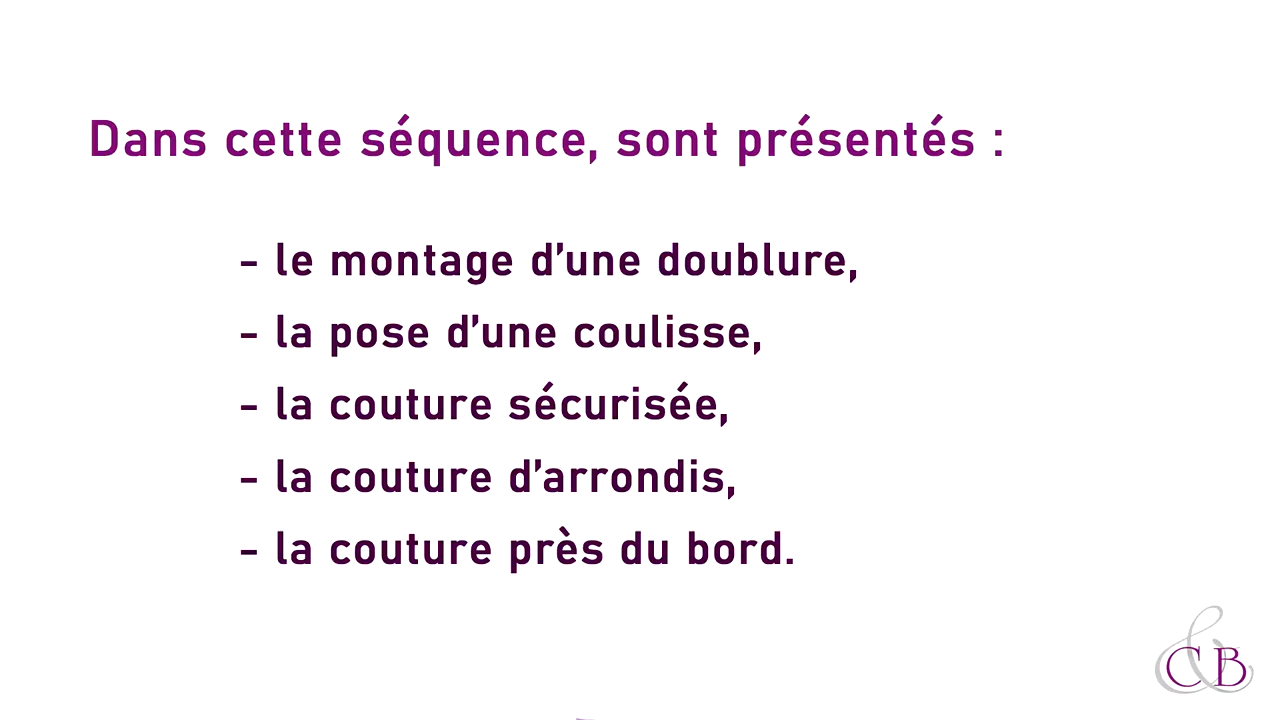 Dans cette séquence, sont présentés :
- le montage d’une doublure,
- la pose d’une coulisse,
- la couture sécurisée,
- la couture d’arrondis,
- la couture près du bord.
C&B